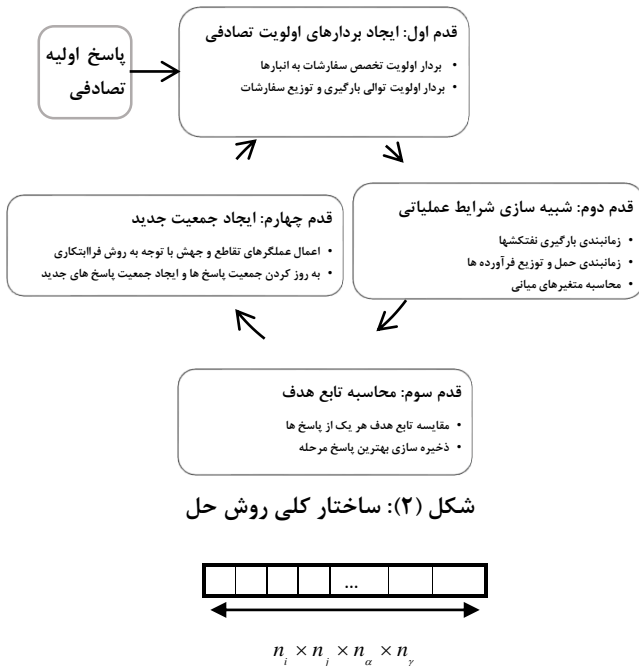 پاسخ اولیه
تصادفی
قدم اول: ایجاد بردارهای اولویت تصادفی
• بردار اولویت تخصص سفارشات به انبارها
• بردار اولویت توالی بارگیری و توزیع سفارشات
قدم دوم: شبیه سازی شرایط عملیاتی
• زمانبندی بارگیری نفتکشها
• زمانبندی حمل و توزیع فرآورده ها
• محاسبه متغیرهای میانی
قدم سوم: محاسبه تابع هدف
• مقایسه تابع هدف هر یک از پاسخ ها
• ذخیره سازی بهترین پاسخ مرحله
قدم چهارم: ایجاد جمعیت جدید
• اعمال عملگرهای تقاطع و جهش با توجه به روش فراابتکاری
• به روز کردن جمعیت پاسخ ها و ایجاد جمعیت پاسخ های جدید
شکل (۲): ساختار کلی روش حل
...
n_i × n_j × n_α × n_γ